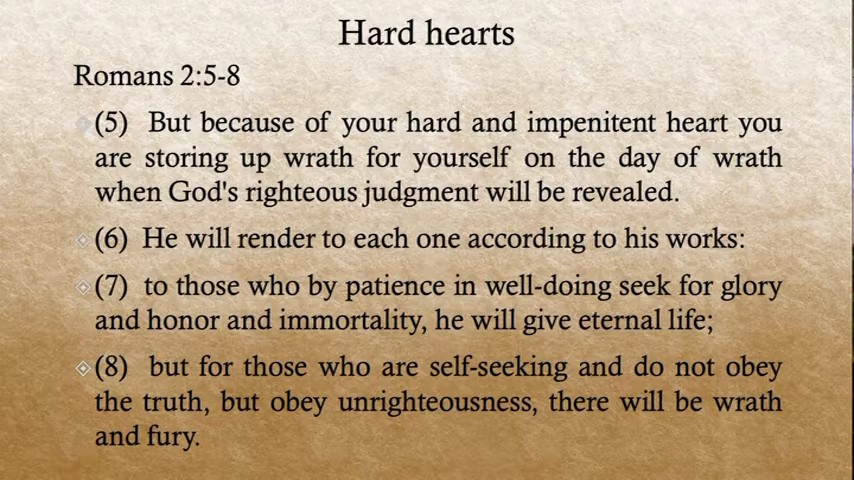 Hard hearts
Romans 2:5-8
(5) But because of your hard and impenitent heart you
are storing up wrath for yourself on the day of wrath
when God's righteous judgment will be revealed.
(6) He will render to each one according to his works:
(7) to those who by patience in well-doing seek for glory
and honor and immortality, he will give eternal life;
(8) but for those who are self-seeking and do not obey
the truth, but obey unrighteousness, there will be wrath
and fury.